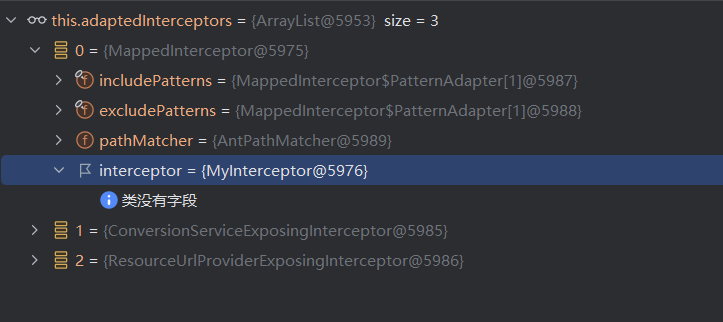 this.adaptedInterceptors = {ArrayList@5953} size = 3
0 = {MappedInterceptor@5975}
includePatterns = {MappedInterceptor$PatternAdapter[1]@5987}
excludePatterns = {MappedInterceptor$PatternAdapter[1]@5988}
pathMatcher = {AntPathMatcher@5989}
interceptor = {MyInterceptor@5976}
类没有字段
1 = {ConversionServiceExposingInterceptor@5985}
2 = {ResourceUrlProviderExposingInterceptor@5986}